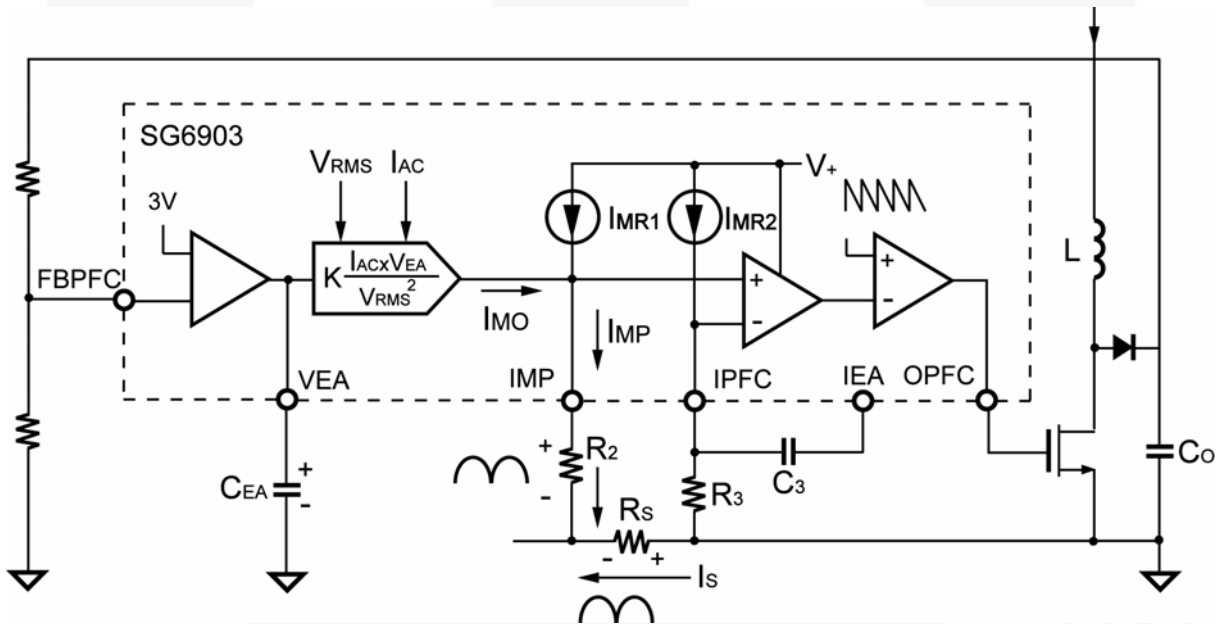 SG6903
VRMS IAC
3V
FBPFC
K IACxVEA
VRMS2
IMO
IMR1
IMR2
V+
+
-
+
-
L
IMP
VEA
IMP
IPFC
IEA
OPFC
CEA
+
-
+
-
R2
RS
- +
R3
C3
CO
IS